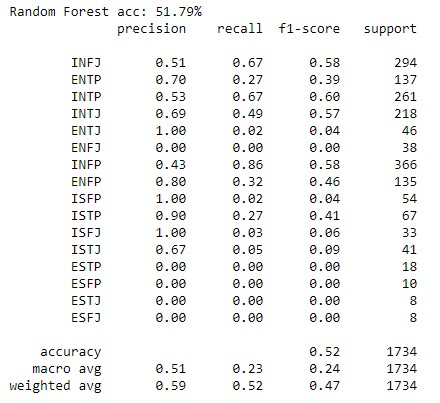 Random Forest acc: 51.79%
precision recall f1-score support
INFJ 0.51 0.67 0.58 294
ENTP 0.70 0.27 0.39 137
INTP 0.53 0.67 0.60 261
INTJ 0.69 0.49 0.57 218
ENTJ 1.00 0.02 0.04 46
ENFJ 0.00 0.00 0.00 38
INFP 0.43 0.86 0.58 366
ENFP 0.80 0.32 0.46 135
ISFP 1.00 0.02 0.04 54
ISTP 0.90 0.27 0.41 67
ISFJ 1.00 0.03 0.06 33
ISTJ 0.67 0.05 0.09 41
ESTP 0.00 0.00 0.00 18
ESFP 0.00 0.00 0.00 10
ESTJ 0.00 0.00 0.00 8
ESFJ 0.00 0.00 0.00 8
accuracy 0.52 1734
macro avg 0.51 0.23 0.24 1734
weighted avg 0.59 0.52 0.47 1734